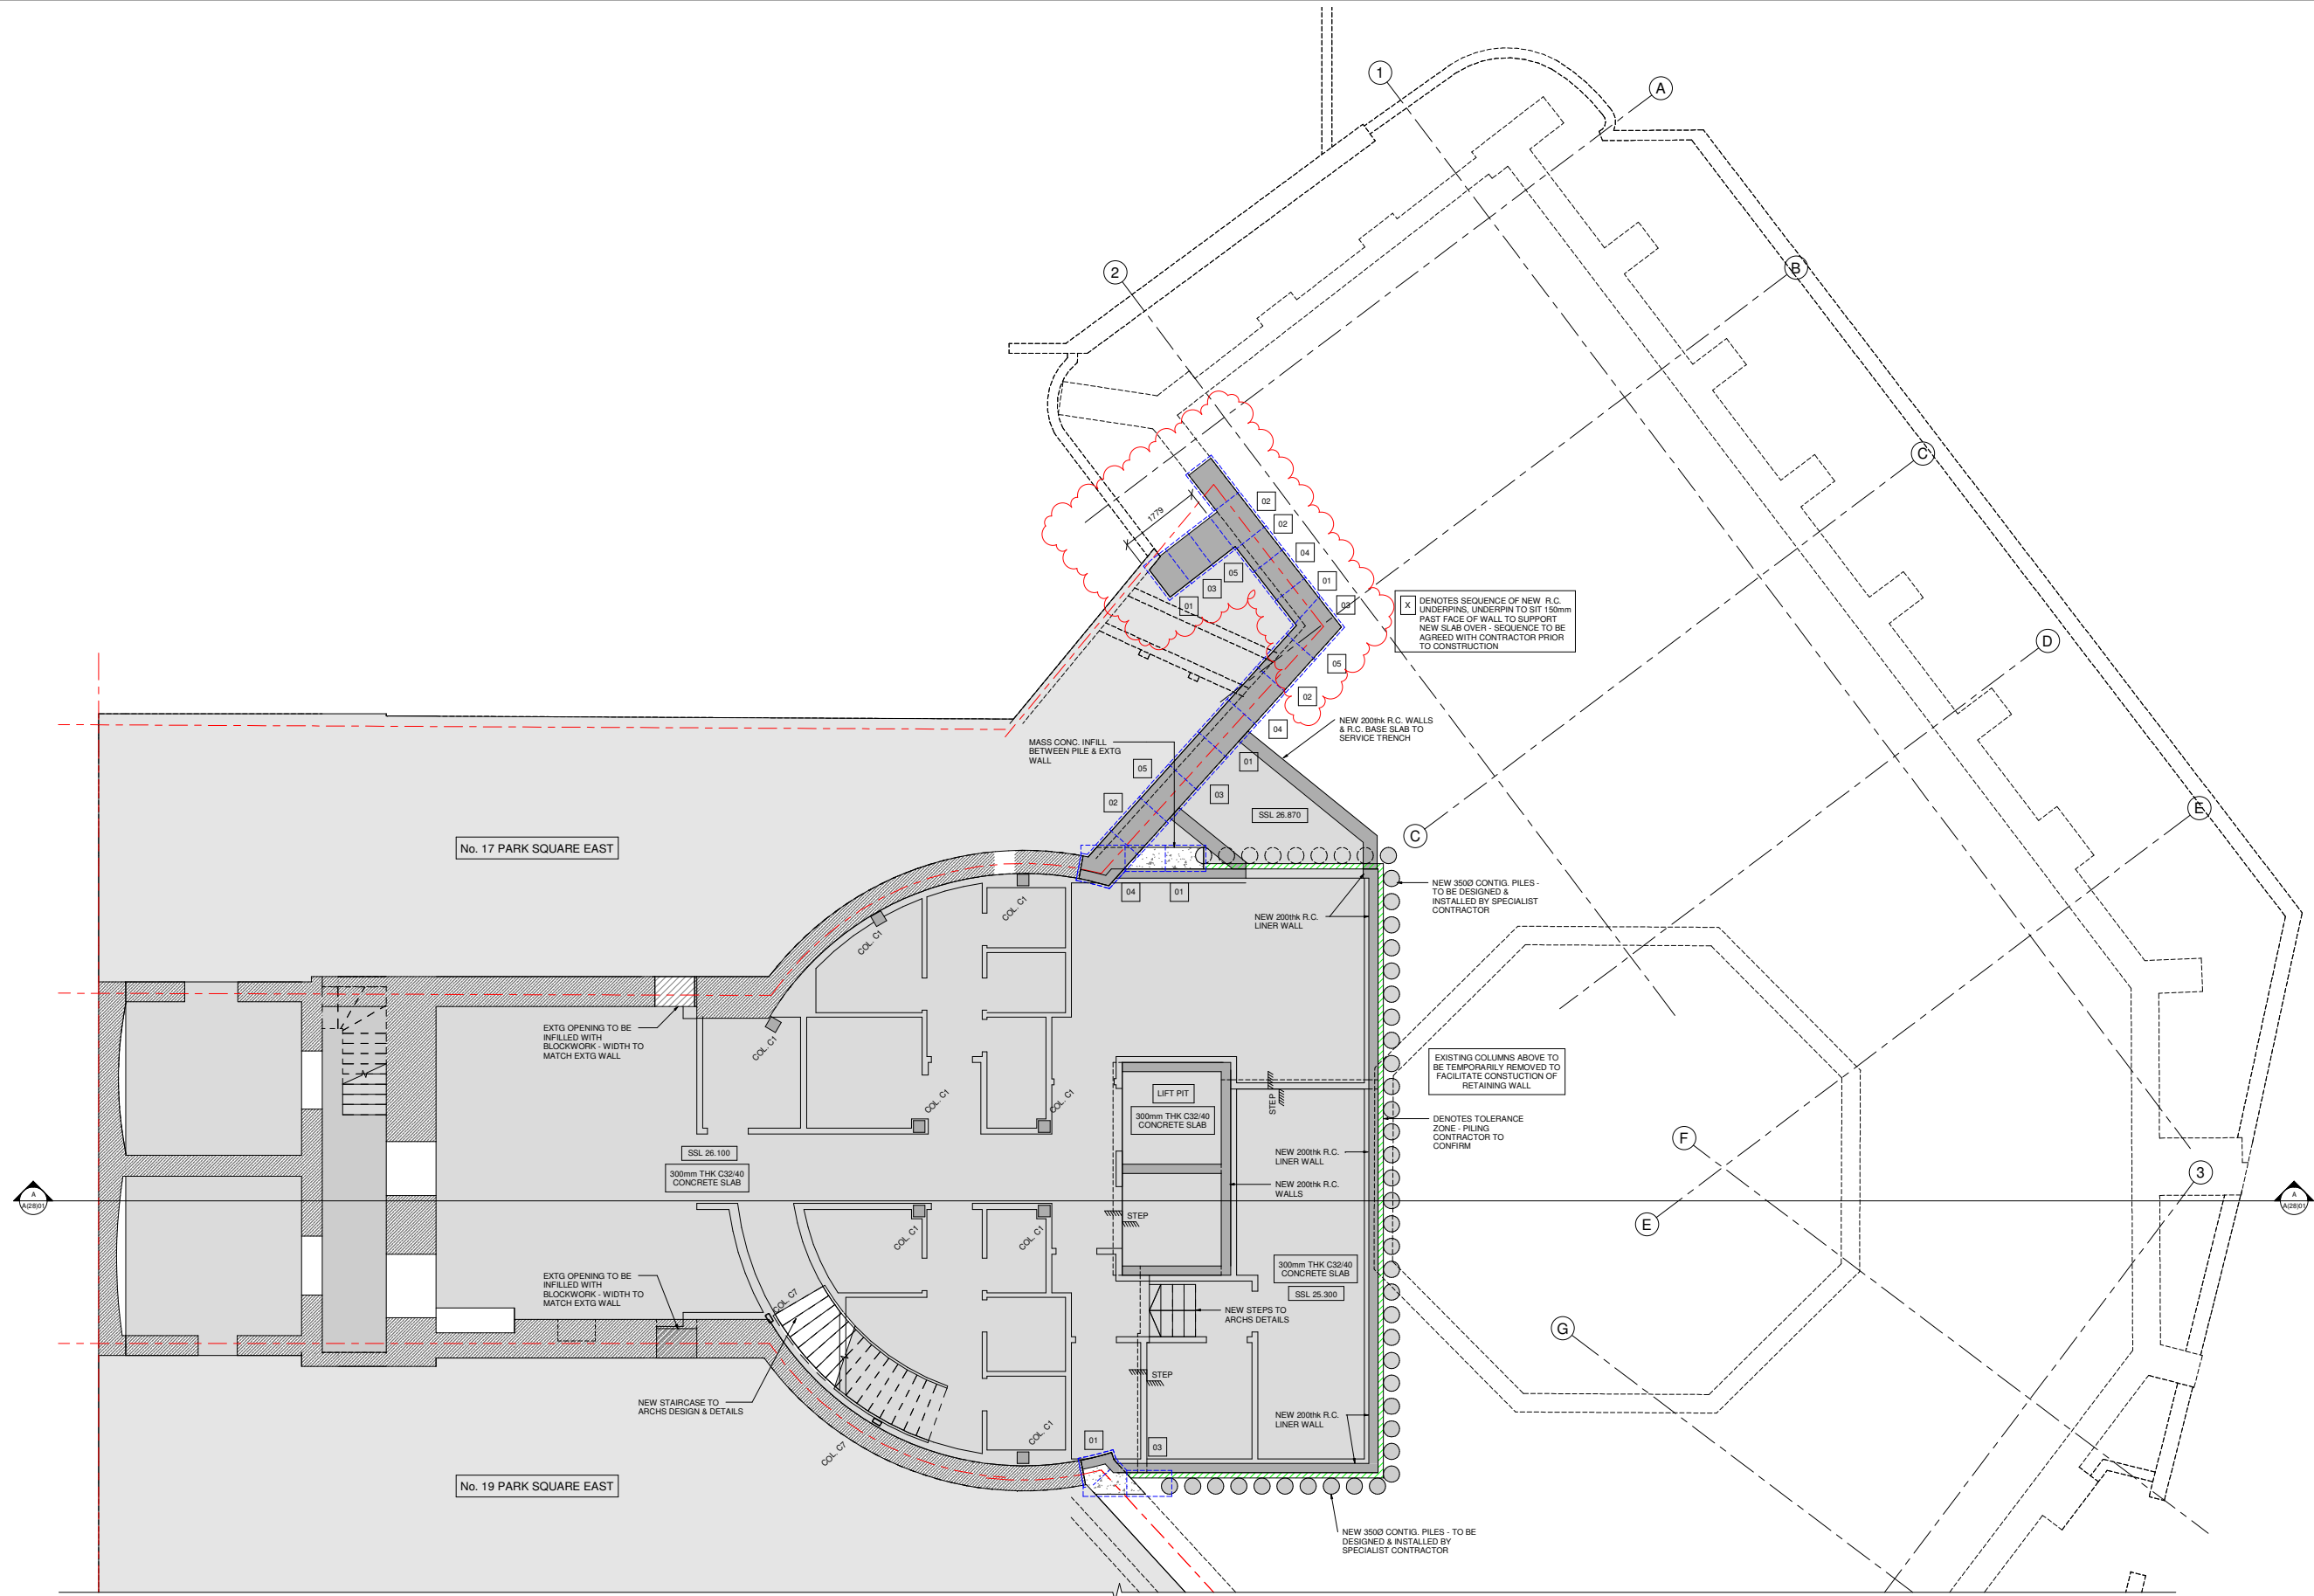 1
A
2
B
C
02
02
04
1779
05
01
03
03
01
X DENOTES SEQUENCE OF NEW R.C.
UNDERPINS, UNDERPIN TO SIT 150mm
PAST FACE OF WALL TO SUPPORT
NEW SLAB OVER - SEQUENCE TO BE
AGREED WITH CONTRACTOR PRIOR
TO CONSTRUCTION
D
05
02
04
NEW 200thk R.C. WALLS
& R.C. BASE SLAB TO
SERVICE TRENCH
MASS CONC. INFILL
BETWEEN PILE & EXTG
WALL
05
01
02
03
SSL 26.870
E
C
No. 17 PARK SQUARE EAST
04
01
NEW 350Ø CONTIG. PILES -
TO BE DESIGNED &
INSTALLED BY SPECIALIST
CONTRACTOR
NEW 200thk R.C.
LINER WALL
COL. C1
COL. C1
COL. C1
EXTG OPENING TO BE
INFILLED WITH
BLOCKWORK - WIDTH TO
MATCH EXTG WALL
COL. C1
COL. C1
LIFT PIT
300mm THK C32/40
CONCRETE SLAB
STEP
EXISTING COLUMNS ABOVE TO
BE TEMPORARILY REMOVED TO
FACILITATE CONSTUCTION OF
RETAINING WALL
DENOTES TOLERANCE
ZONE - PILING
CONTRACTOR TO
CONFIRM
F
SSL 26.100
300mm THK C32/40
CONCRETE SLAB
NEW 200thk R.C.
LINER WALL
NEW 200thk R.C.
WALLS
3
A
A(28)01
A
A(28)01
STEP
E
COL. C1
COL. C1
300mm THK C32/40
CONCRETE SLAB
SSL 25.300
EXTG OPENING TO BE
INFILLED WITH
BLOCKWORK - WIDTH TO
MATCH EXTG WALL
COL. C7
NEW STEPS TO
ARCHS DETAILS
G
STEP
NEW STAIRCASE TO
ARCHS DESIGN & DETAILS
NEW 200thk R.C.
LINER WALL
COL. C7
COL. C1
01
03
No. 19 PARK SQUARE EAST
NEW 350Ø CONTIG. PILES - TO BE
DESIGNED & INSTALLED BY
SPECIALIST CONTRACTOR